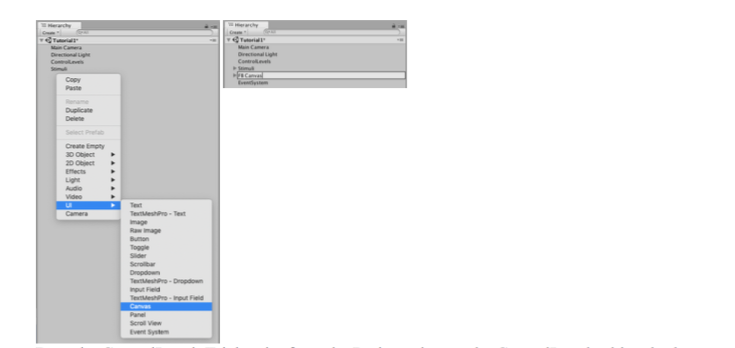 Hierarchy
Create
Tutorial1*
Main Camera
Directional Light
ControlLevels
Stimuli
Copy
Paste
Rename
Duplicate
Delete
Select Prefab
Create Empty
3D Object
2D Object
Effects
Light
Audio
Video
UI
Camera
Text
TextMeshPro - Text
Image
Raw Image
Button
Toggle
Slider
Scrollbar
Dropdown
TextMeshPro - Dropdown
Input Field
TextMeshPro - Input Field
Canvas
Panel
Scroll View
Event System
Hierarchy
Create
Tutorial1*
Main Camera
Directional Light
ControlLevels
Stimuli
Canvas
EventSystem